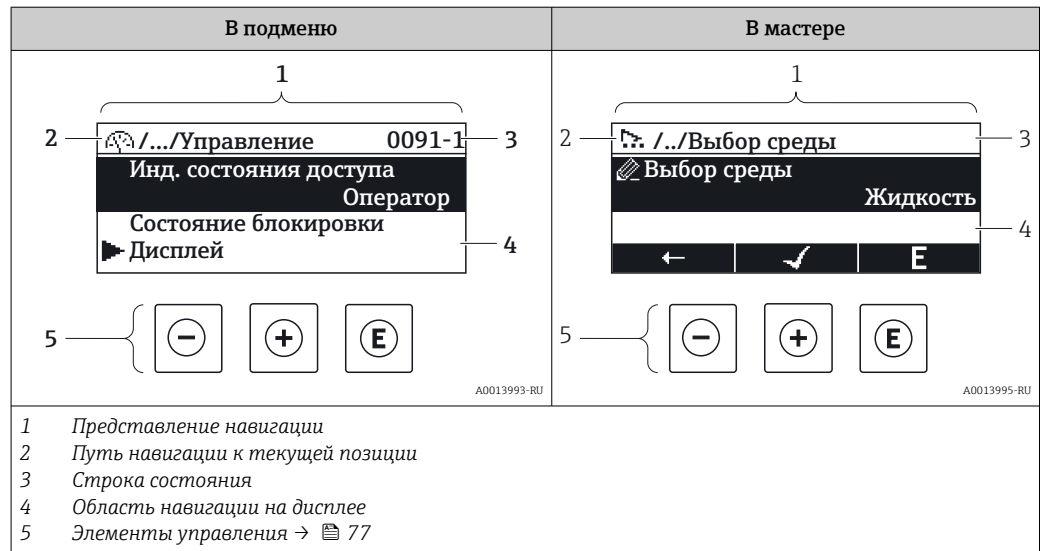 В подменю
В мастере
1
2
/.../Управление 0091-1
3
Инд. состояния доступа
Оператор
Состояние блокировки
Дисплей
4
5
- + E
A0013993-RU
1
2
/../Выбор среды
3
Выбор среды
Жидкость
4
← ✓ E
5
- + E
A0013995-RU
1 Представление навигации
2 Путь навигации к текущей позиции
3 Строка состояния
4 Область навигации на дисплее
5 Элементы управления → 77